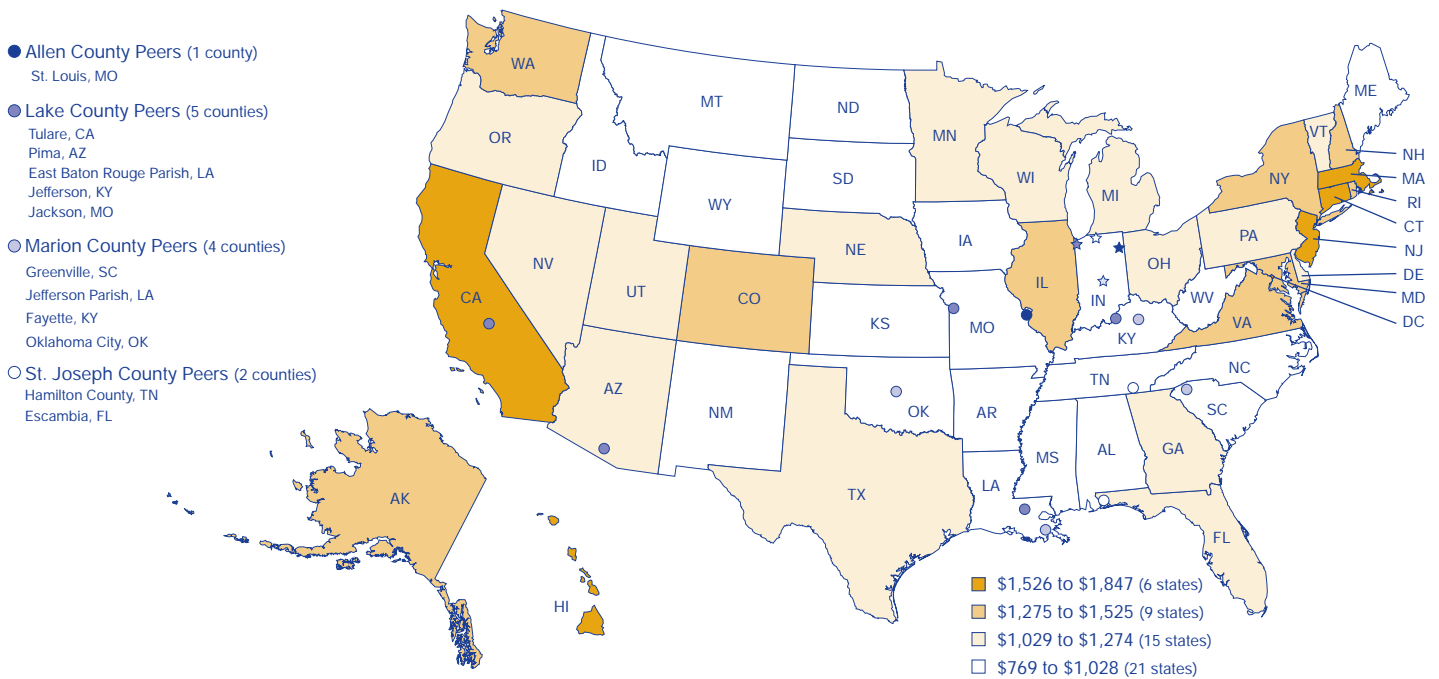 Allen County Peers (1 county)
St. Louis, MO
Lake County Peers (5 counties)
Tulare, CA
Pima, AZ
East Baton Rouge Parish, LA
Jefferson, KY
Jackson, MO
Marion County Peers (4 counties)
Greenville, SC
Jefferson Parish, LA
Fayette, KY
Oklahoma City, OK
St. Joseph County Peers (2 counties)
Hamilton County, TN
Escambia, FL
WA
OR
CA
NV
ID
MT
WY
UT
CO
AZ
NM
ND
SD
NE
KS
OK
TX
MN
IA
MO
AR
LA
WI
IL
MI
IN
OH
KY
TN
MS
AL
GA
FL
SC
NC
VA
WV
PA
NY
VT
ME
NH
MA
RI
CT
NJ
DE
MD
DC
AK
HI
$1,526 to $1,847 (6 states)
$1,275 to $1,525 (9 states)
$1,029 to $1,274 (15 states)
$769 to $1,028 (21 states)